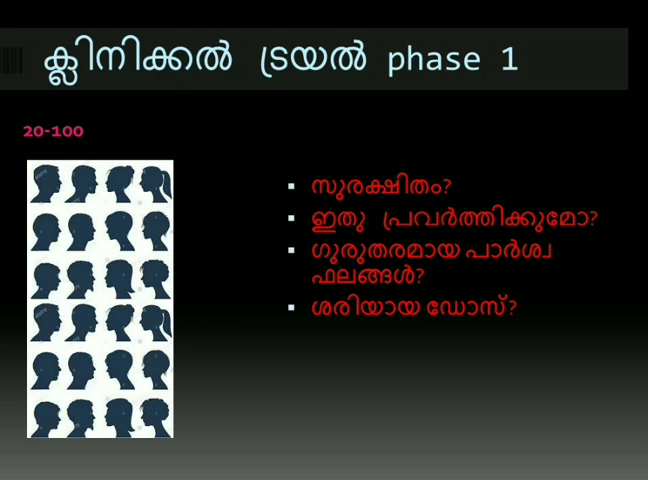 ക്ലിനിക്കൽ ട്രയൽ phase 1
20-100
സുരക്ഷിതം?
ഇതു പ്രവർത്തിക്കുമോ?
ഗുരുതരമായ പാർശ്വ
ഫലങ്ങൾ?
ശരിയായ ഡോസ്?